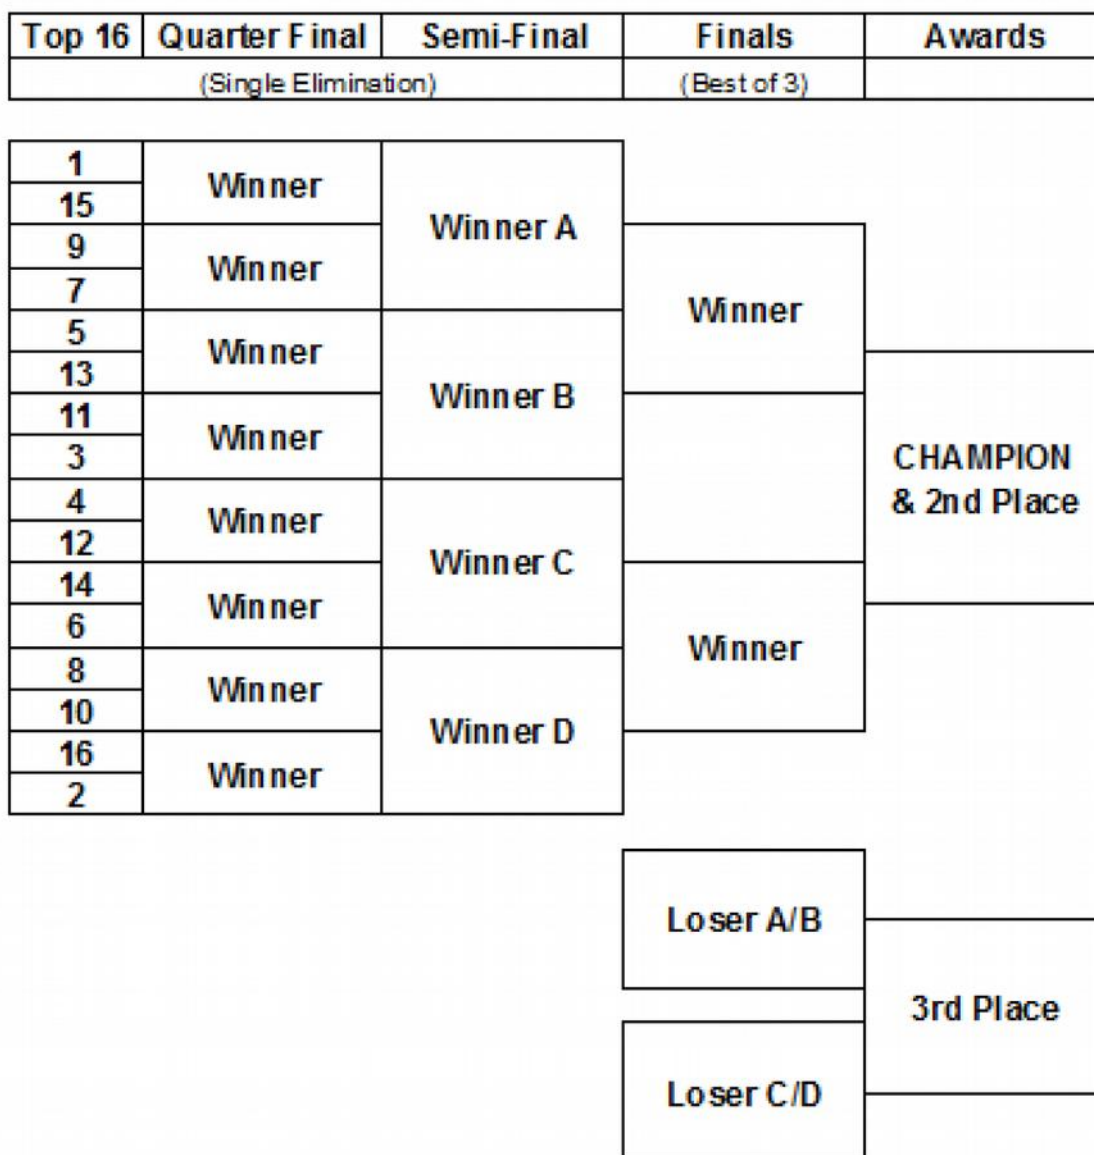 Top 16 Quarter Final Semi-Final Finals Awards
(Single Elimination) (Best of 3)
1
Winner
15
Winner A
9
Winner
7
Winner
5
Winner
13
Winner B
11
Winner
3
CHAMPION
& 2nd Place
4
Winner
12
Winner C
14
Winner
6
Winner
8
Winner
10
Winner D
16
Winner
2
Loser A/B
3rd Place
Loser C/D